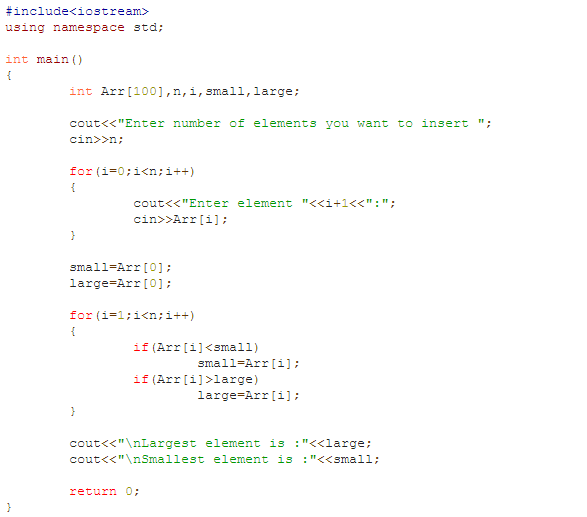 #include<iostream>
using namespace std;
int main()
{
int Arr[100],n,i,small,large;
cout<<"Enter number of elements you want to insert ";
cin>>n;
for(i=0;i<n;i++)
{
cout<<"Enter element "<<i+1<<":";
cin>>Arr[i];
}
small=Arr[0];
large=Arr[0];
for(i=1;i<n;i++)
{
if(Arr[i]<small)
small=Arr[i];
if(Arr[i]>large)
large=Arr[i];
}
cout<<"\nLargest element is :"<<large;
cout<<"\nSmallest element is :"<<small;
return 0;
}